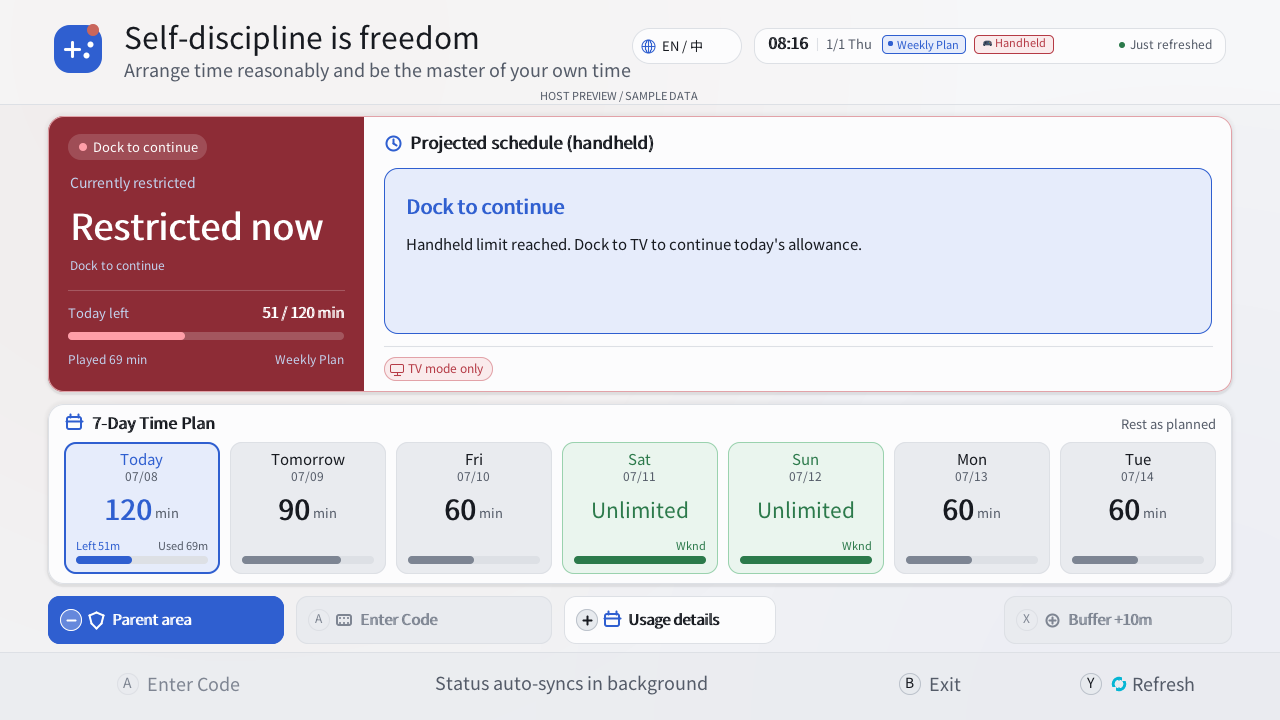 Self-discipline is freedom
Arrange time reasonably and be the master of your own time
EN / 中
08:16
1/1 Thu
Weekly Plan
Handheld
Just refreshed
HOST PREVIEW / SAMPLE DATA
Dock to continue
Currently restricted
Restricted now
Dock to continue
Today left
51 / 120 min
Played 69 min
Weekly Plan
Projected schedule (handheld)
Dock to continue
Handheld limit reached. Dock to TV to continue today's allowance.
TV mode only
7-Day Time Plan
Rest as planned
Today
07/08
120 min
Left 51m
Used 69m
Tomorrow
07/09
90 min
Fri
07/10
60 min
Sat
07/11
Unlimited
Wknd
Sun
07/12
Unlimited
Wknd
Mon
07/13
60 min
Tue
07/14
60 min
Parent area
A Enter Code
Usage details
X Buffer +10m
A Enter Code
Status auto-syncs in background
B Exit
Y Refresh